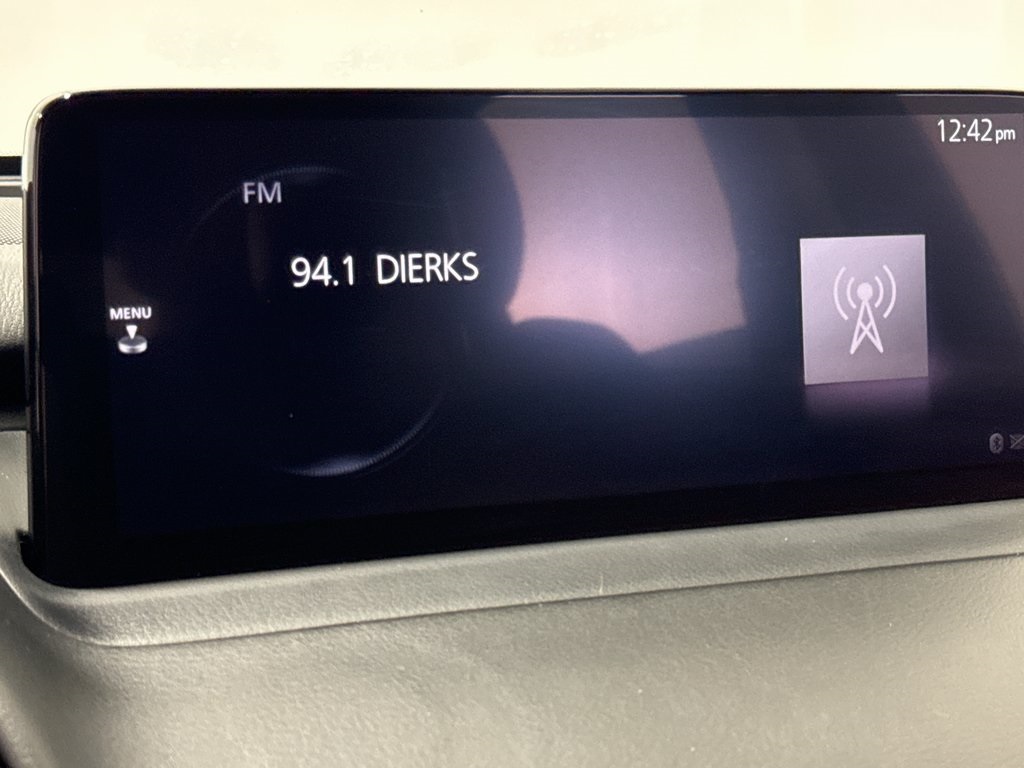 12:42pm
FM
94.1 DIERKS
MENU